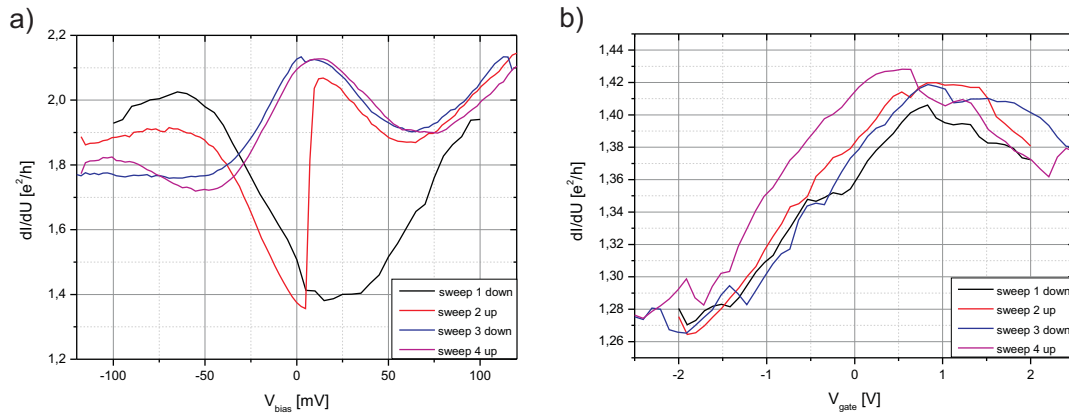 a)
2,2
2,0
1,8
1,6
1,4
1,2
dI/dU [e²/h]
-100
-50
0
50
100
V_bias [mV]
sweep 1 down
sweep 2 up
sweep 3 down
sweep 4 up
b)
1,44
1,42
1,40
1,38
1,36
1,34
1,32
1,30
1,28
1,26
dI/dU [e²/h]
-2
-1
0
1
2
V_gate [V]
sweep 1 down
sweep 2 up
sweep 3 down
sweep 4 up